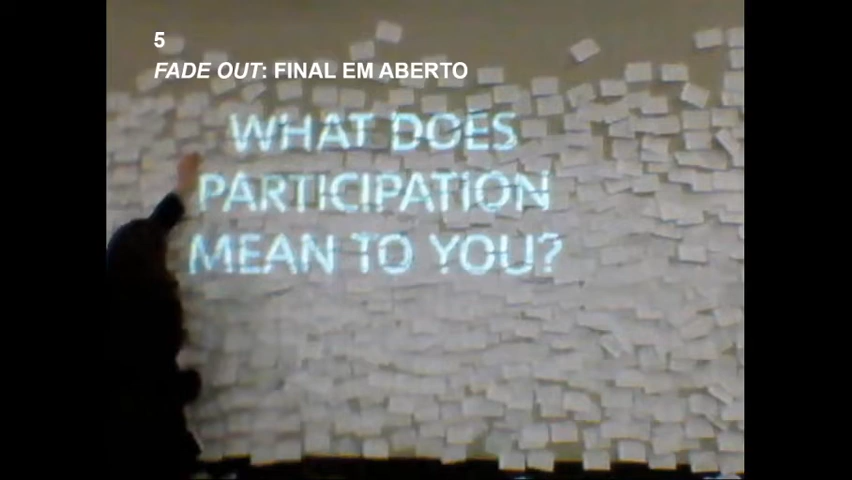 5
FADE OUT: FINAL EM ABERTO
WHAT DOES
PARTICIPATION
MEAN TO YOU?